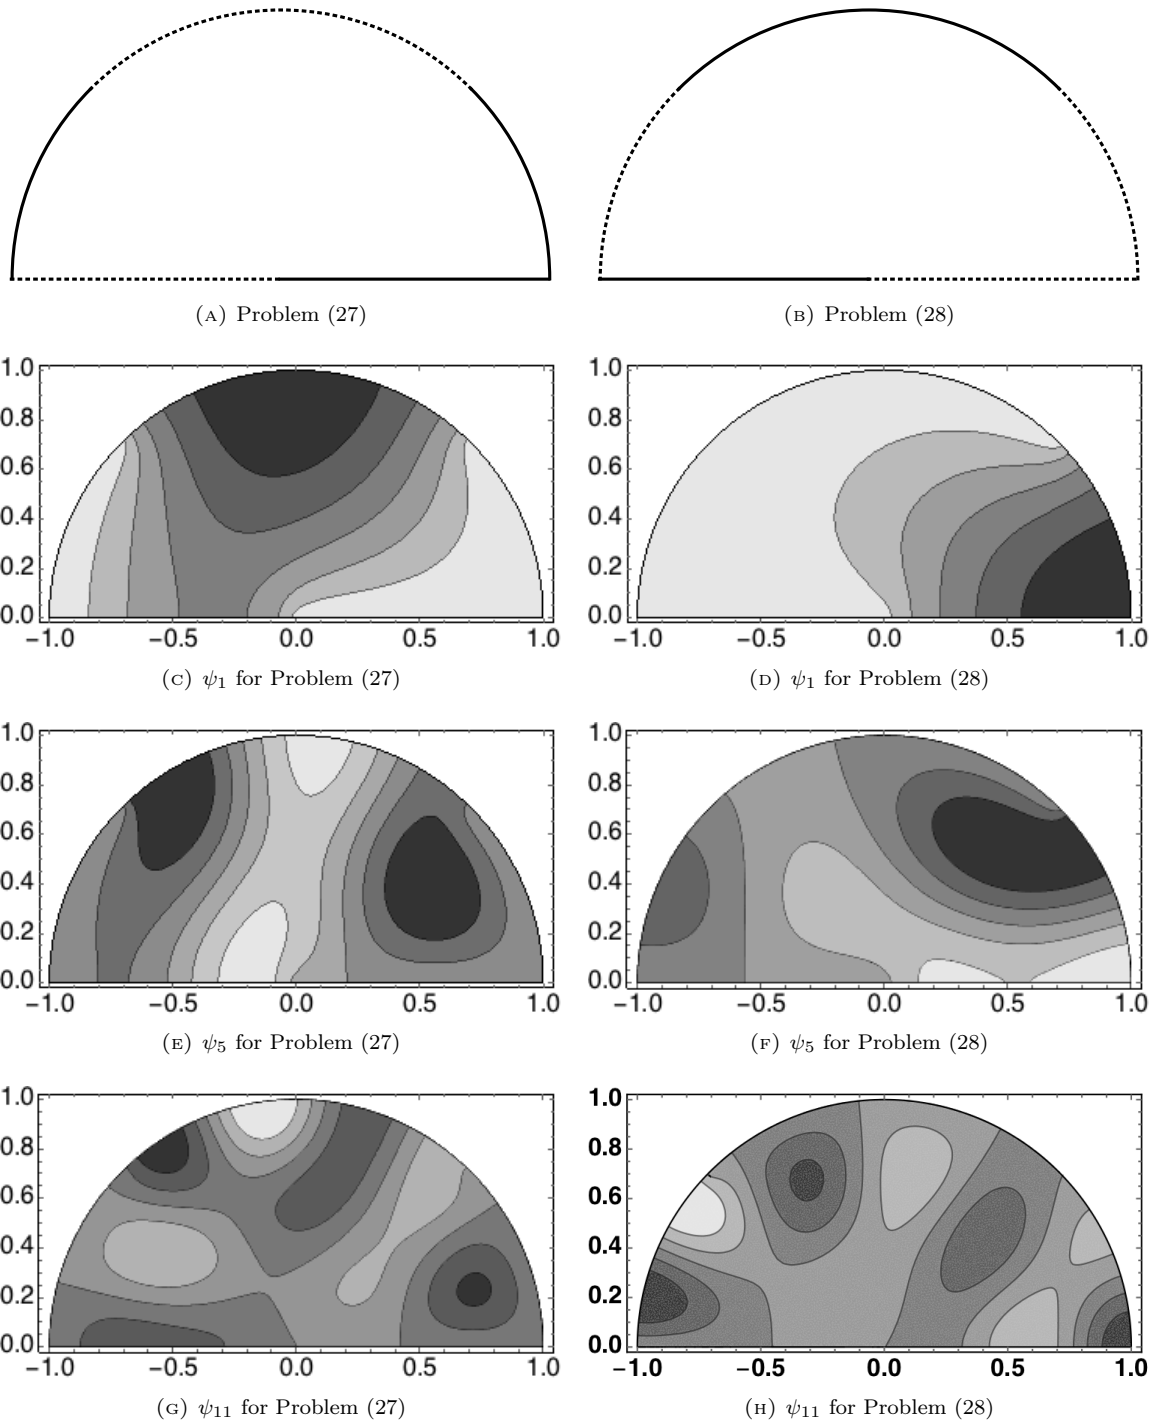 (A) Problem (27)
(B) Problem (28)
1.0
0.8
0.6
0.4
0.2
0.0
−1.0 −0.5 0.0 0.5 1.0
(C) ψ1 for Problem (27)
1.0
0.8
0.6
0.4
0.2
0.0
−1.0 −0.5 0.0 0.5 1.0
(D) ψ1 for Problem (28)
1.0
0.8
0.6
0.4
0.2
0.0
−1.0 −0.5 0.0 0.5 1.0
(E) ψ5 for Problem (27)
1.0
0.8
0.6
0.4
0.2
0.0
−1.0 −0.5 0.0 0.5 1.0
(F) ψ5 for Problem (28)
1.0
0.8
0.6
0.4
0.2
0.0
−1.0 −0.5 0.0 0.5 1.0
(G) ψ11 for Problem (27)
1.0
0.8
0.6
0.4
0.2
0.0
−1.0 −0.5 0.0 0.5 1.0
(H) ψ11 for Problem (28)